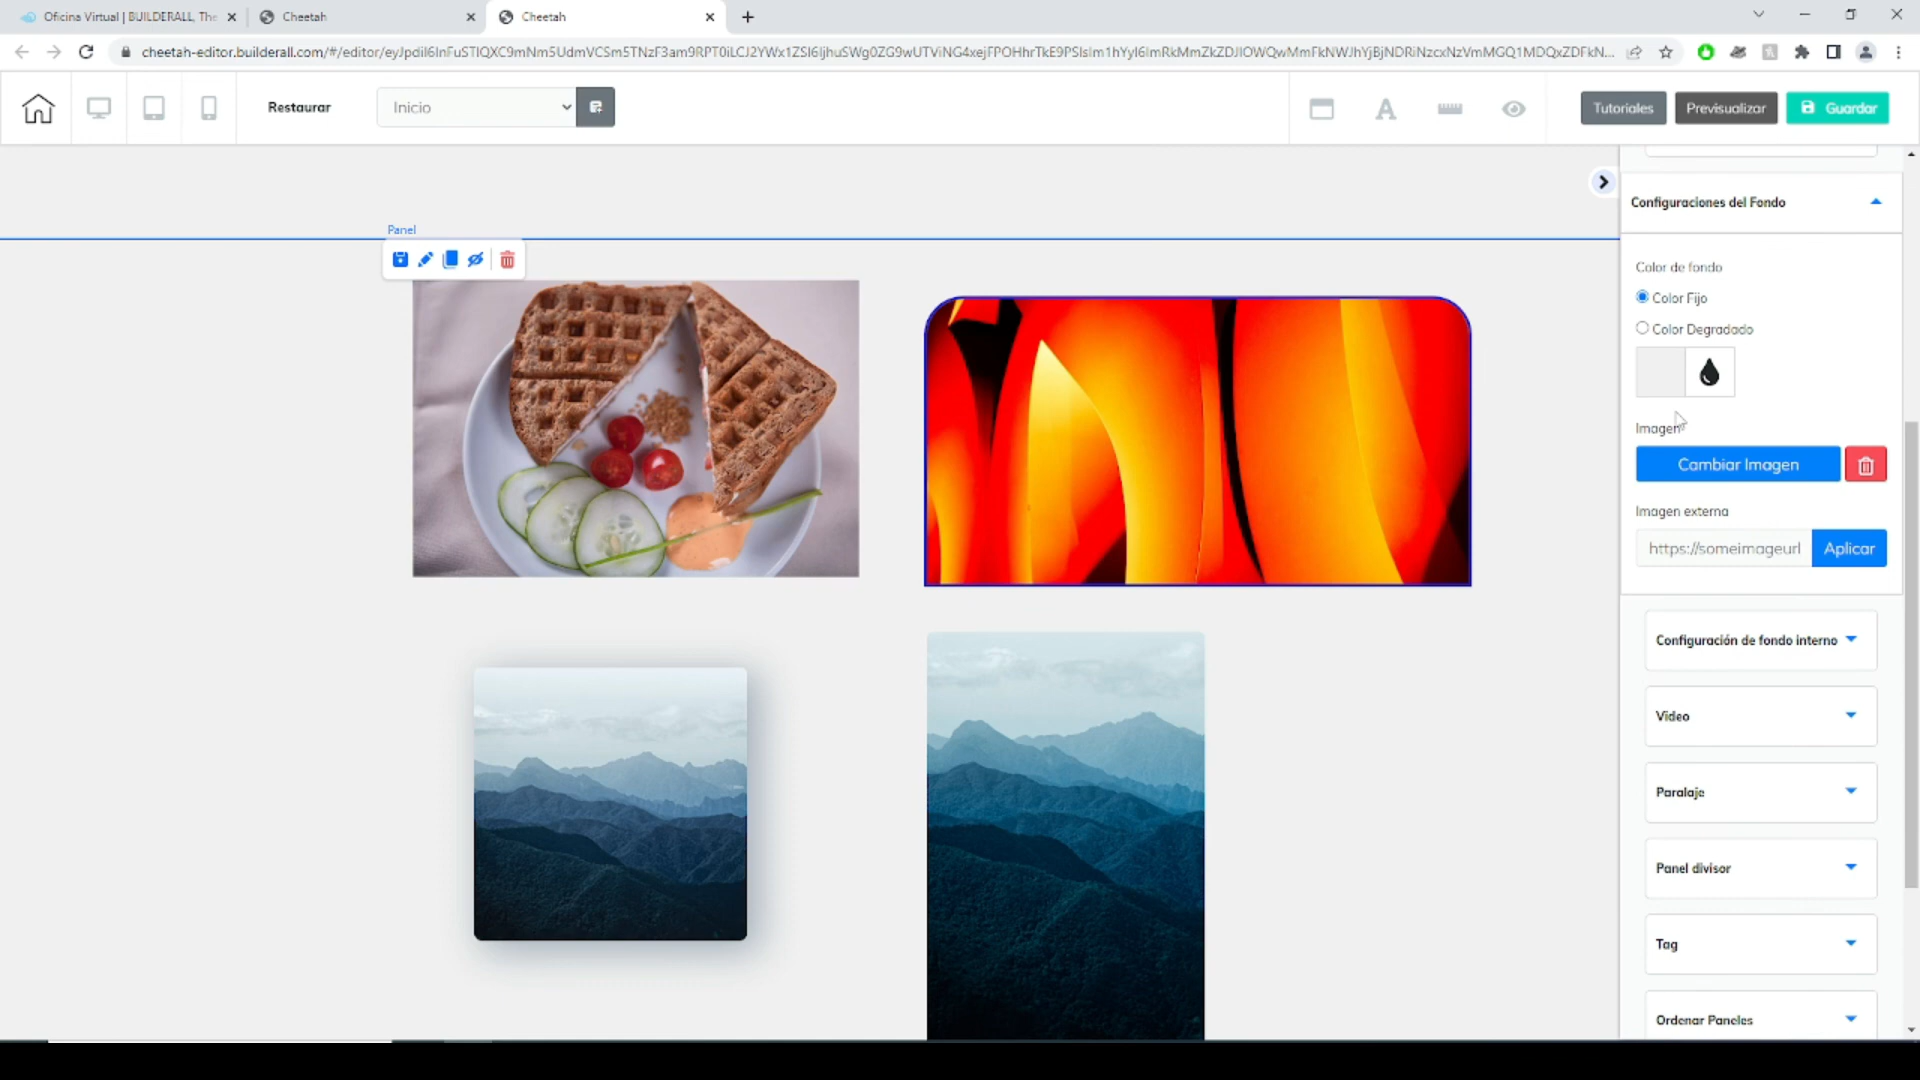 Oficina Virtual | BUILDERALL, The
Cheetah
Cheetah
Restaurar
Inicio
Tutoriales
Previsualizar
Guardar
Panel
Configuraciones del Fondo
Color de fondo
Color Fijo
Color Degradado
Imagen
Cambiar Imagen
Imagen externa
https://someimageurl
Aplicar
Configuración de fondo interno
Video
Paralaje
Panel divisor
Tag
Ordenar Paneles